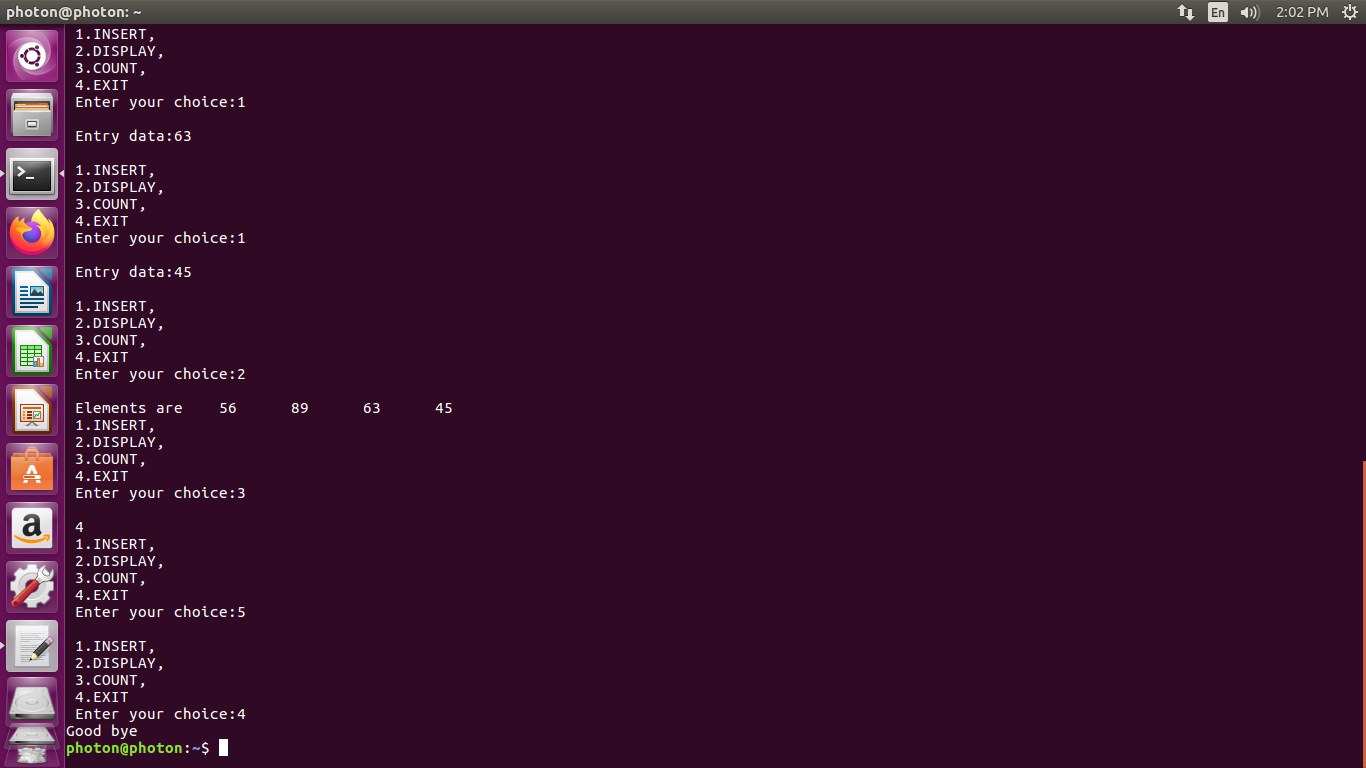 photon@photon: ~
En
2:02 PM
1.INSERT,
2.DISPLAY,
3.COUNT,
4.EXIT
Enter your choice:1
Entry data:63
1.INSERT,
2.DISPLAY,
3.COUNT,
4.EXIT
Enter your choice:1
Entry data:45
1.INSERT,
2.DISPLAY,
3.COUNT,
4.EXIT
Enter your choice:2
Elements are 56 89 63 45
1.INSERT,
2.DISPLAY,
3.COUNT,
4.EXIT
Enter your choice:3
4
1.INSERT,
2.DISPLAY,
3.COUNT,
4.EXIT
Enter your choice:5
1.INSERT,
2.DISPLAY,
3.COUNT,
4.EXIT
Enter your choice:4
Good bye
photon@photon:~$